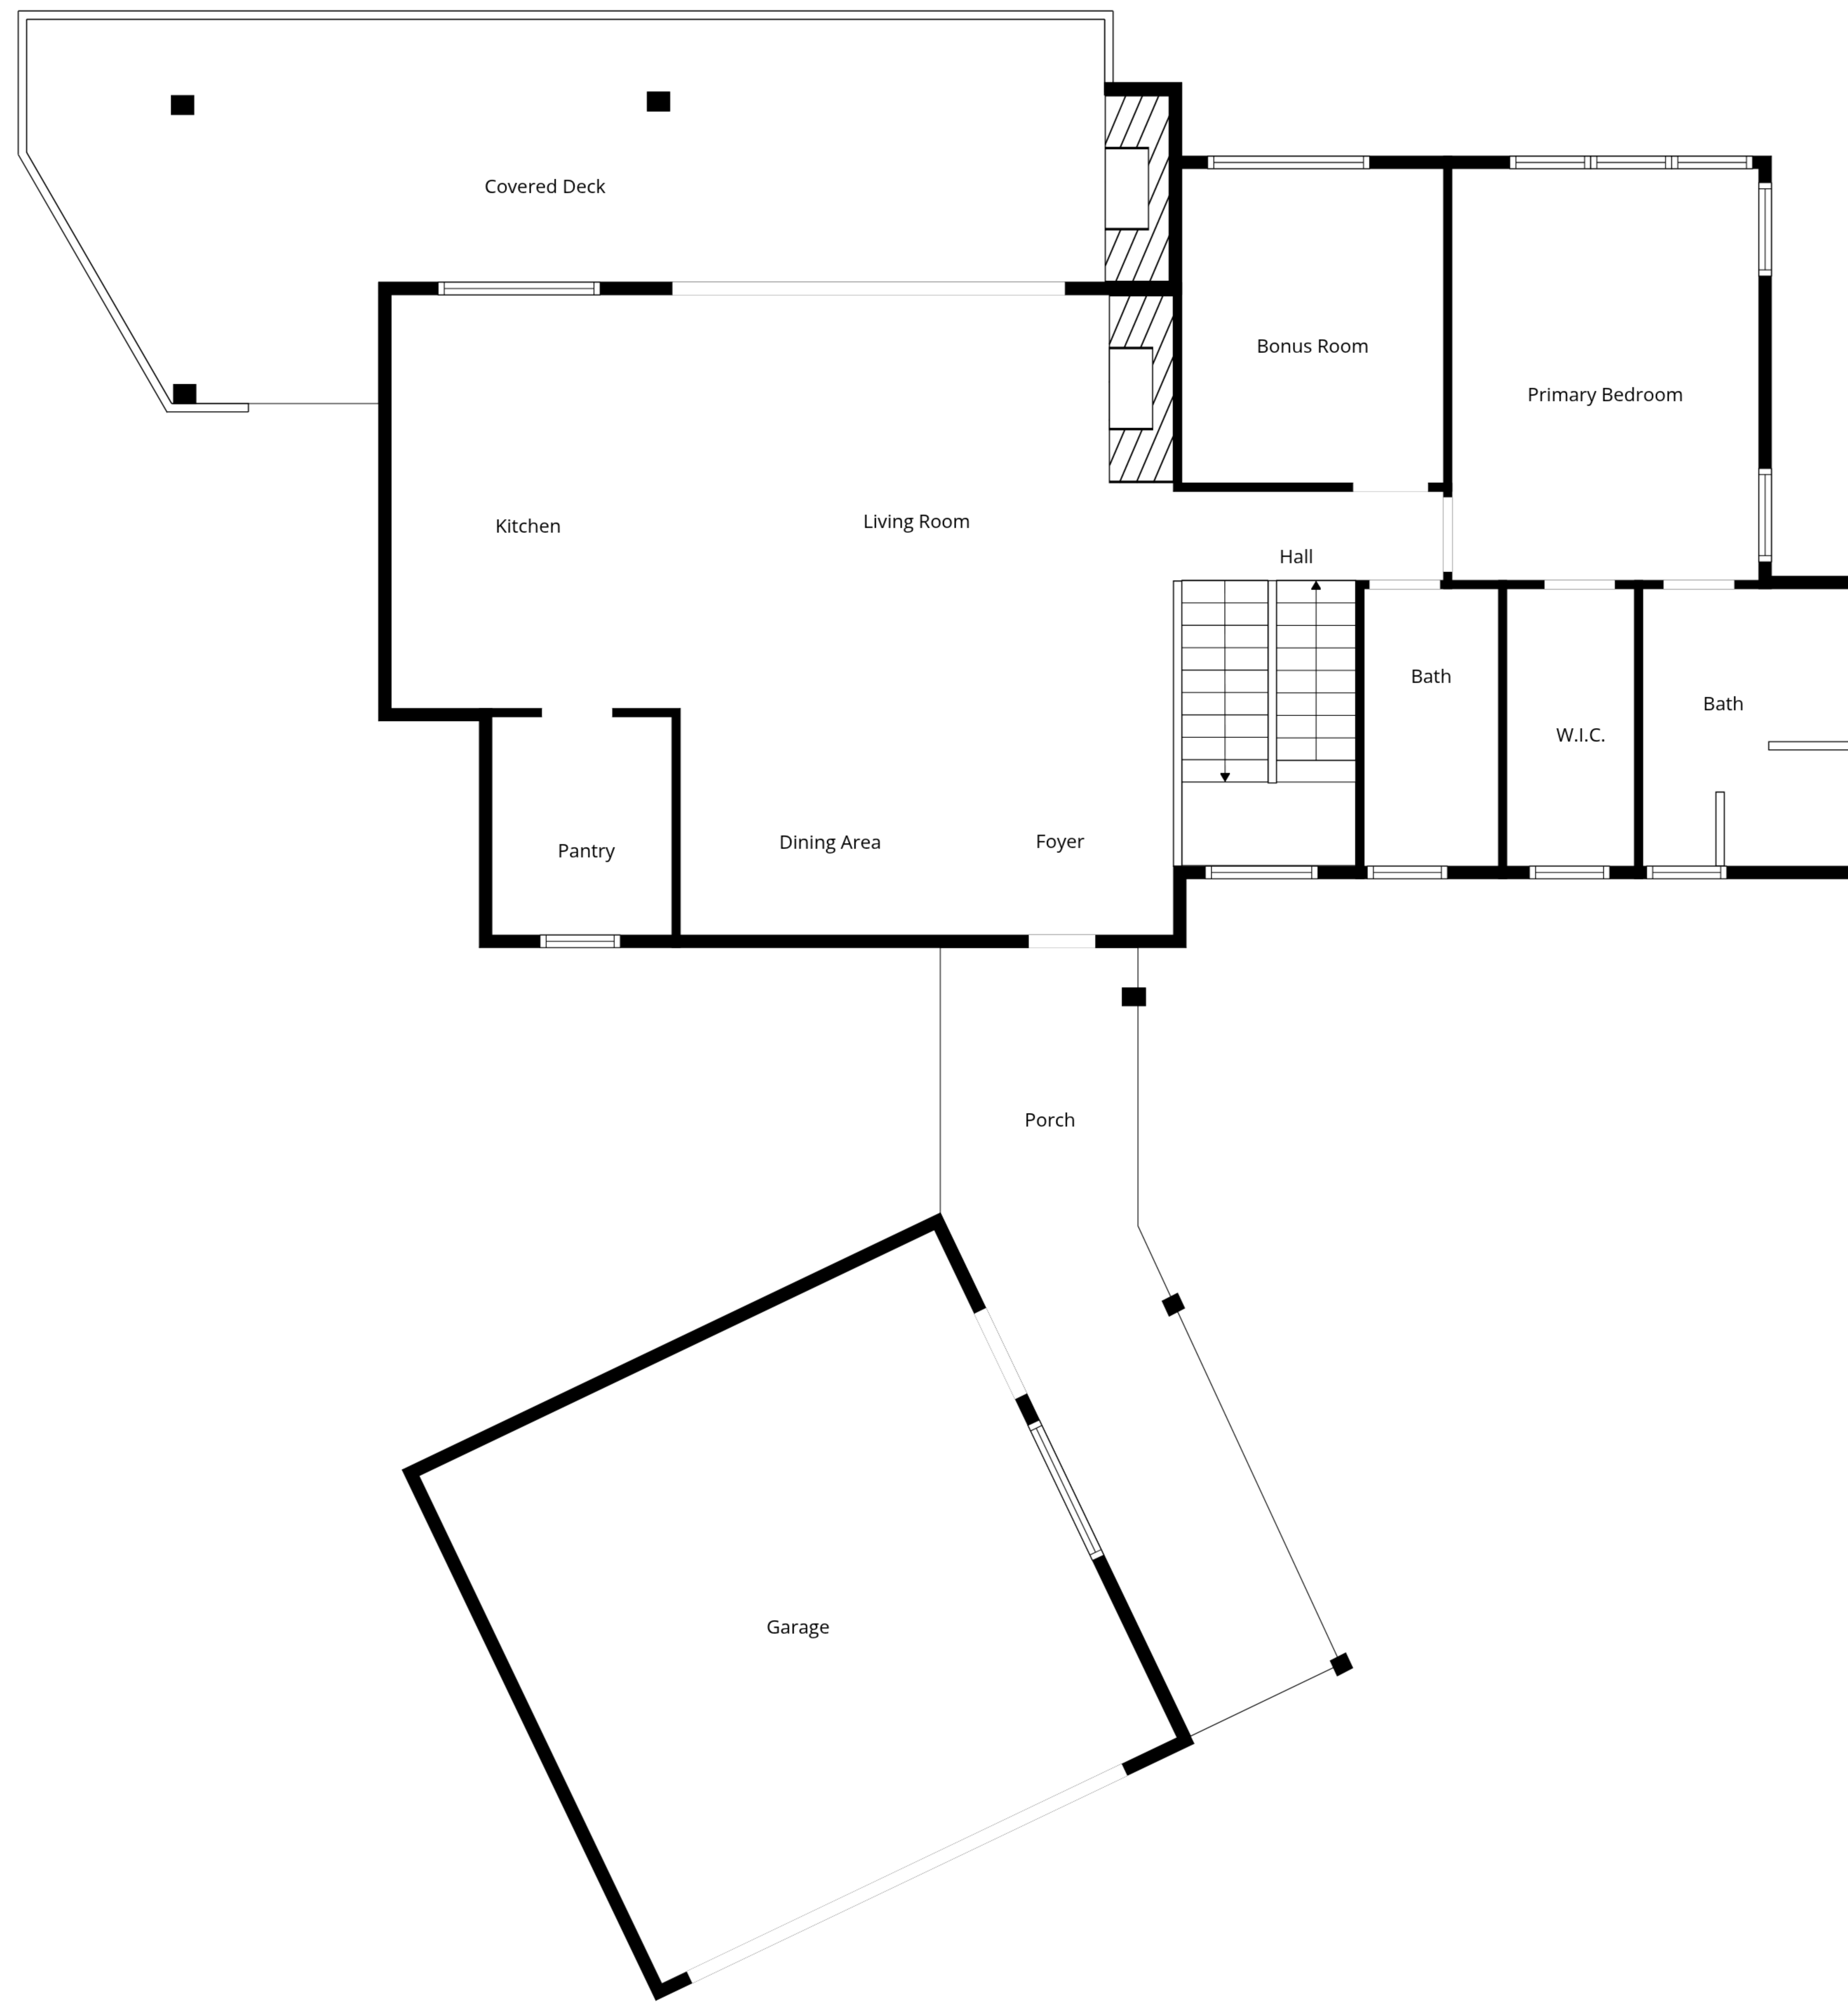 Covered Deck
Bonus Room
Primary Bedroom
Kitchen
Living Room
Hall
Bath
Bath
W.I.C.
Pantry
Dining Area
Foyer
Porch
Garage